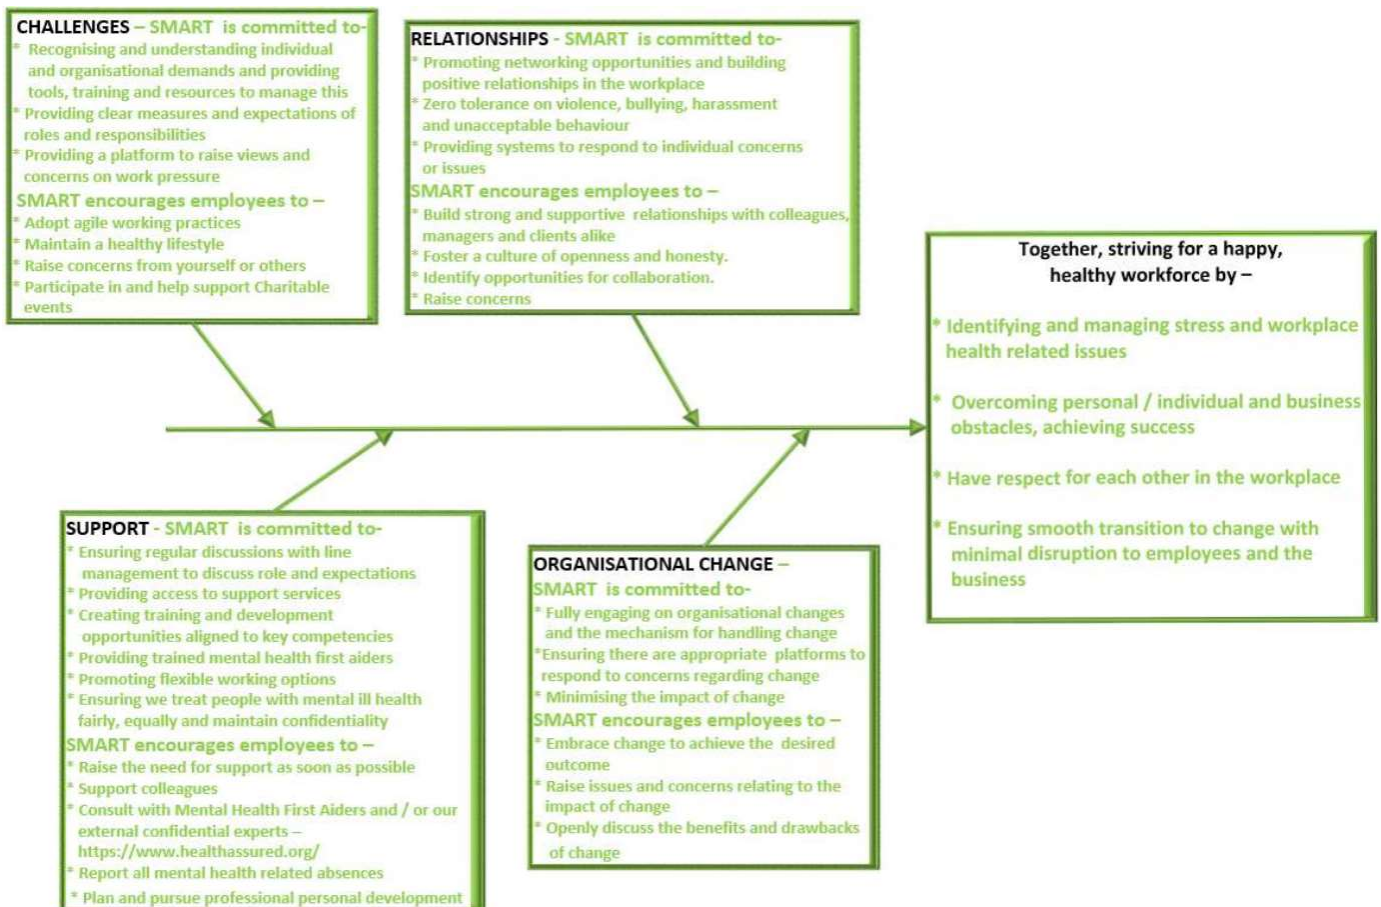 CHALLENGES – SMART is committed to-
* Recognising and understanding individual
and organisational demands and providing
tools, training and resources to manage this
* Providing clear measures and expectations of
roles and responsibilities
* Providing a platform to raise views and
concerns on work pressure
SMART encourages employees to –
* Adopt agile working practices
* Maintain a healthy lifestyle
* Raise concerns from yourself or others
* Participate in and help support Charitable
events
RELATIONSHIPS - SMART is committed to-
* Promoting networking opportunities and building
positive relationships in the workplace
* Zero tolerance on violence, bullying, harassment
and unacceptable behaviour
* Providing systems to respond to individual concerns
or issues
SMART encourages employees to –
* Build strong and supportive relationships with colleagues,
managers and clients alike
* Foster a culture of openness and honesty.
* Identify opportunities for collaboration.
* Raise concerns
Together, striving for a happy,
healthy workforce by –
* Identifying and managing stress and workplace
health related issues
* Overcoming personal / individual and business
obstacles, achieving success
* Have respect for each other in the workplace
* Ensuring smooth transition to change with
minimal disruption to employees and the
business
SUPPORT - SMART is committed to-
* Ensuring regular discussions with line
management to discuss role and expectations
* Providing access to support services
* Creating training and development
opportunities aligned to key competencies
* Providing trained mental health first aiders
* Promoting flexible working options
* Ensuring we treat people with mental ill health
fairly, equally and maintain confidentiality
SMART encourages employees to –
* Raise the need for support as soon as possible
* Support colleagues
* Consult with Mental Health First Aiders and / or our
external confidential experts –
https://www.healthassured.org/
* Report all mental health related absences
* Plan and pursue professional personal development
ORGANISATIONAL CHANGE –
SMART is committed to-
* Fully engaging on organisational changes
and the mechanism for handling change
*Ensuring there are appropriate platforms to
respond to concerns regarding change
* Minimising the impact of change
SMART encourages employees to –
* Embrace change to achieve the desired
outcome
* Raise issues and concerns relating to the
impact of change
* Openly discuss the benefits and drawbacks
of change